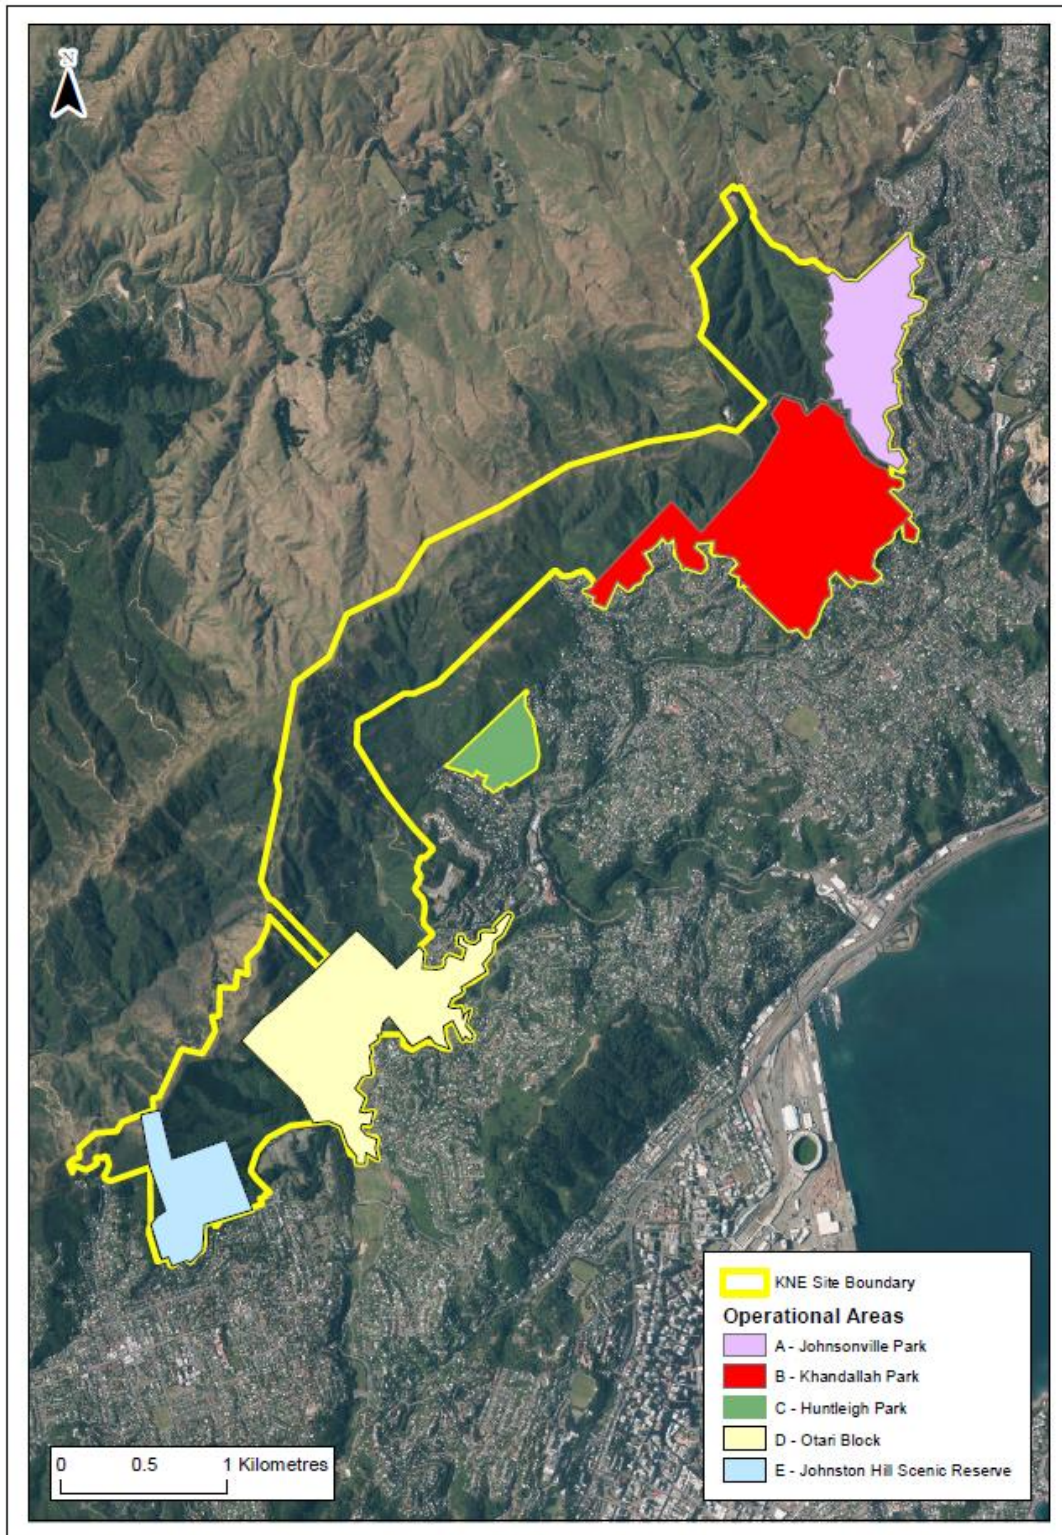 N
KNE Site Boundary
Operational Areas
A - Johnsonville Park
B - Khandallah Park
C - Huntleigh Park
D - Otari Block
E - Johnston Hill Scenic Reserve
0 0.5 1 Kilometres